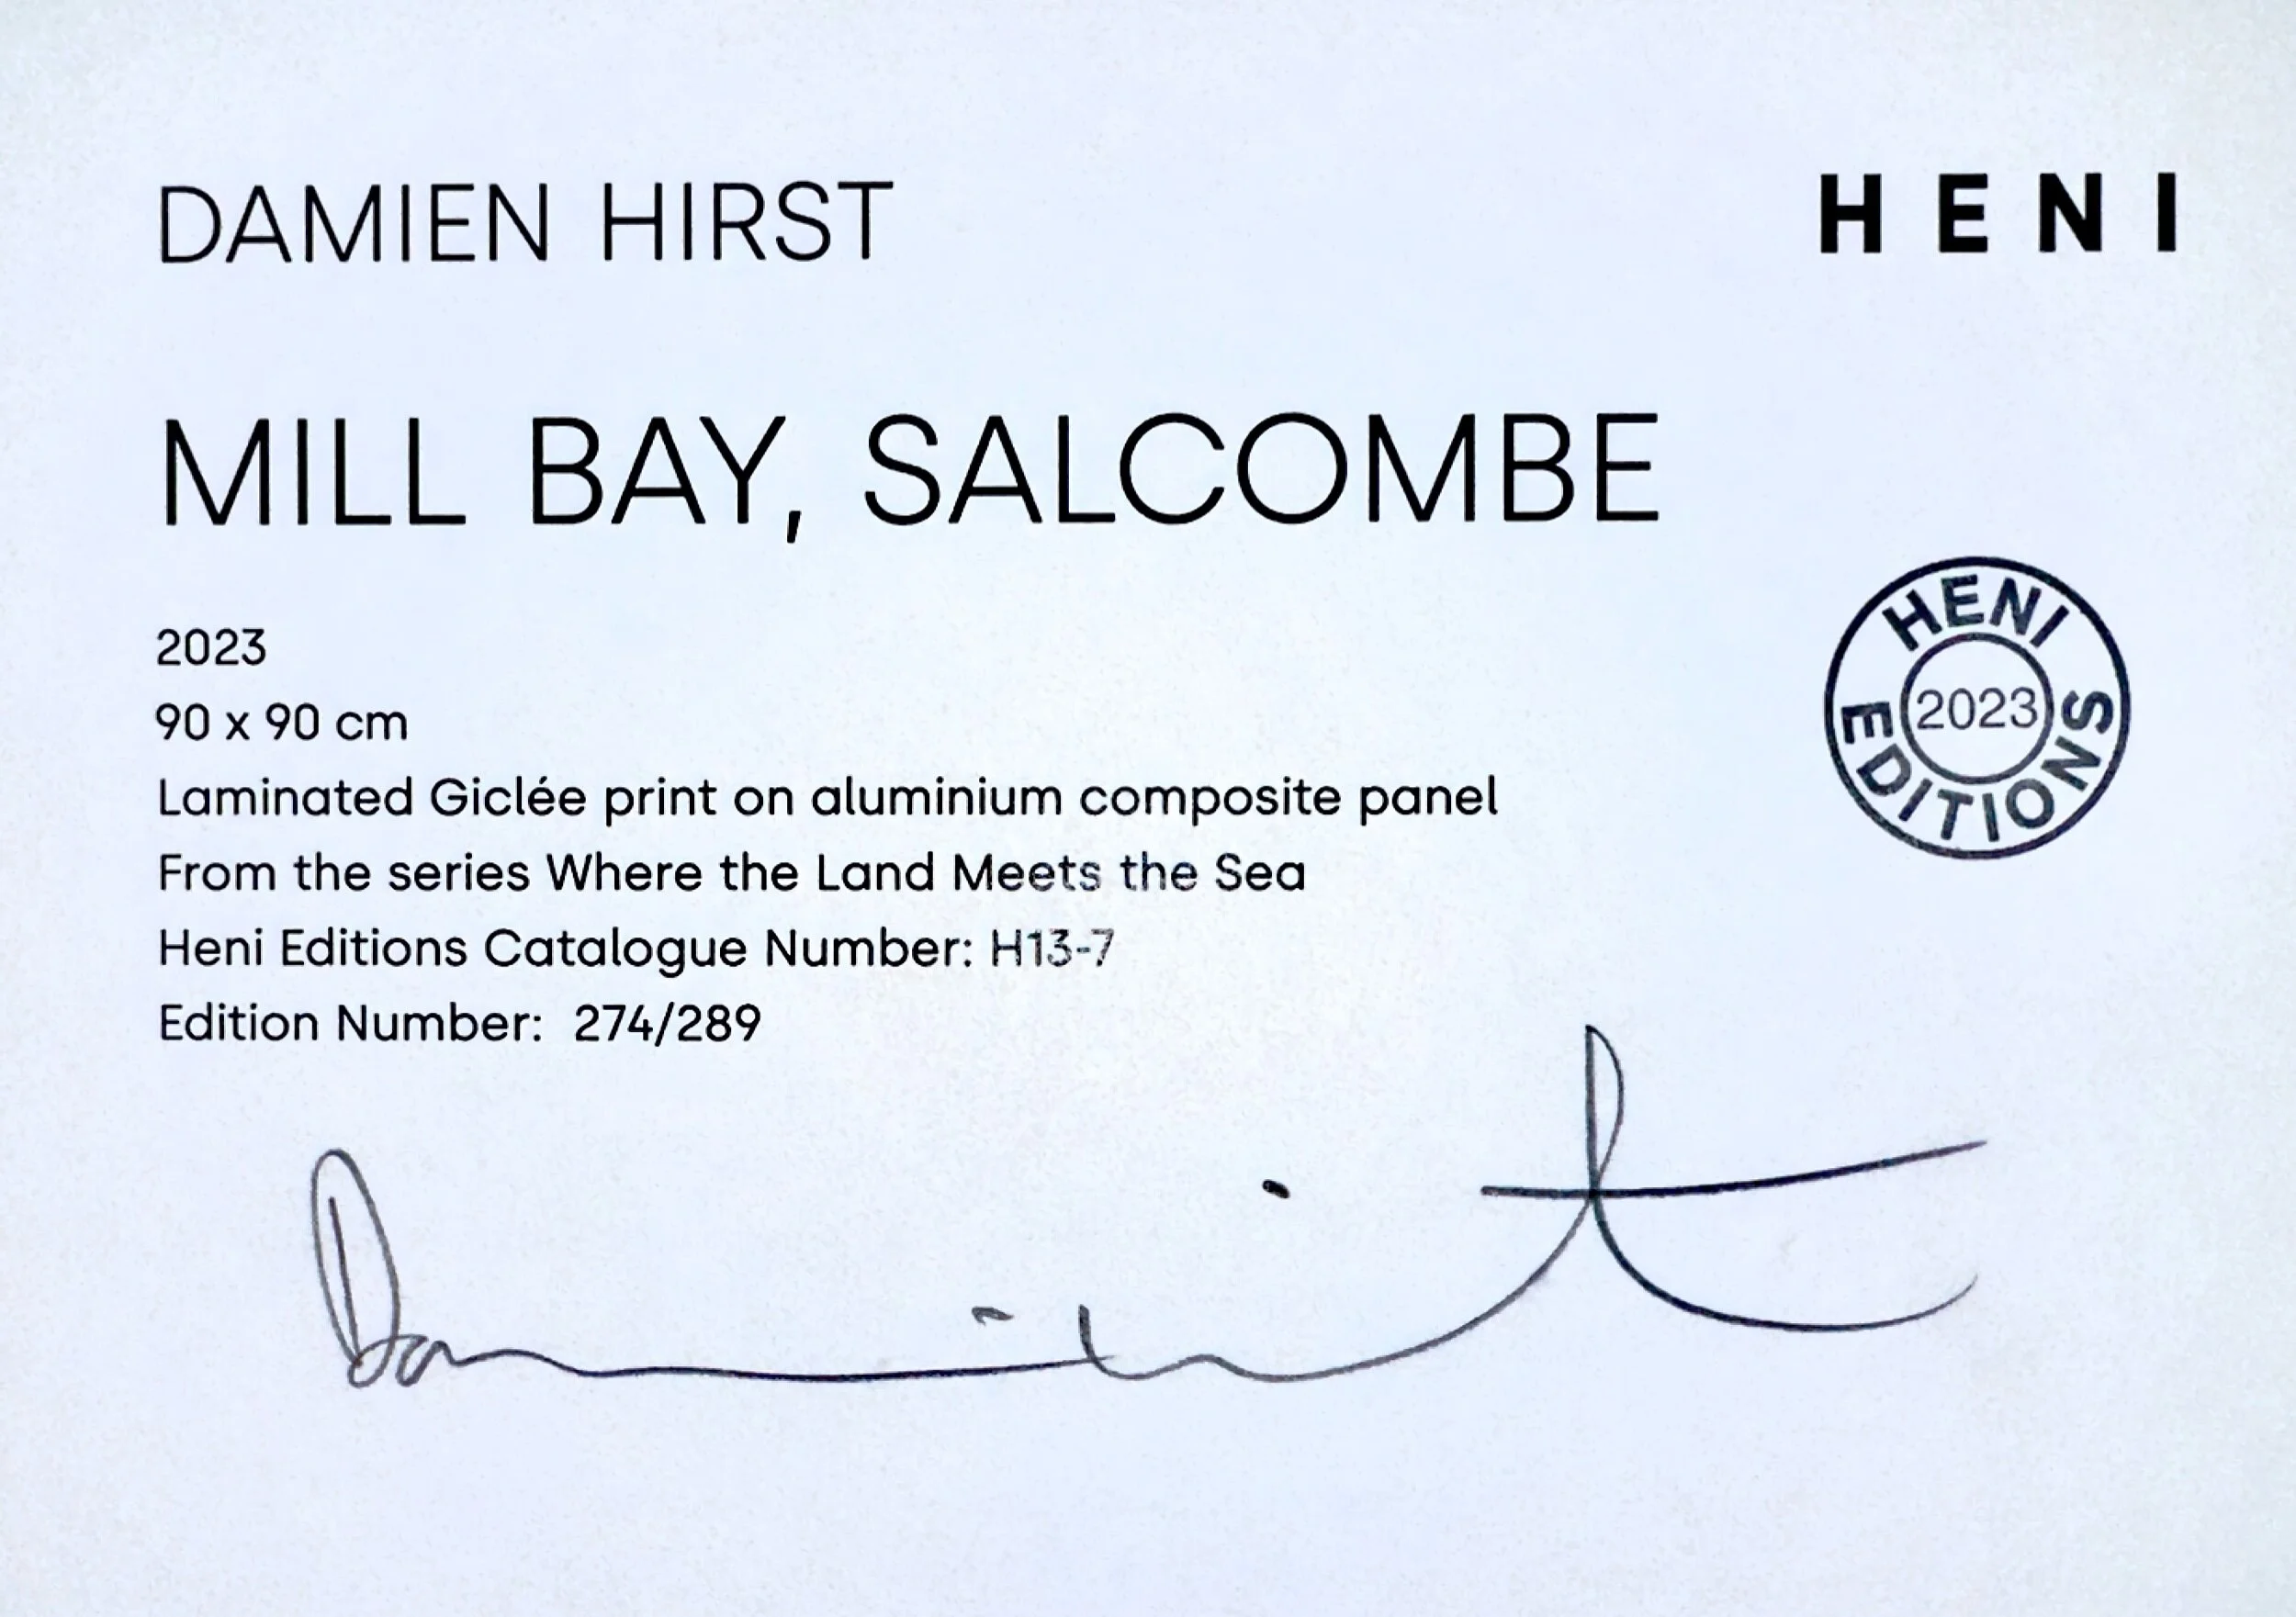 DAMIEN HIRST
HENI
MILL BAY, SALCOMBE
2023
90 x 90 cm
Laminated Giclée print on aluminium composite panel
From the series Where the Land Meets the Sea
Heni Editions Catalogue Number: H13-7
Edition Number: 274/289
HENI EDITIONS
2023